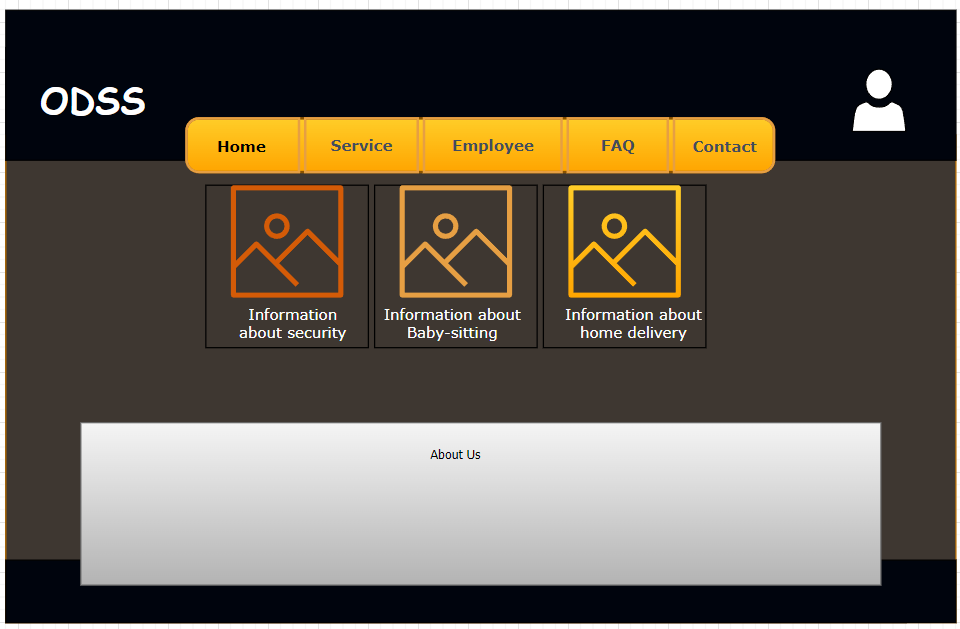 ODSS
Home Service Employee FAQ Contact
Information
about security
Information about
Baby-sitting
Information about
home delivery
About Us